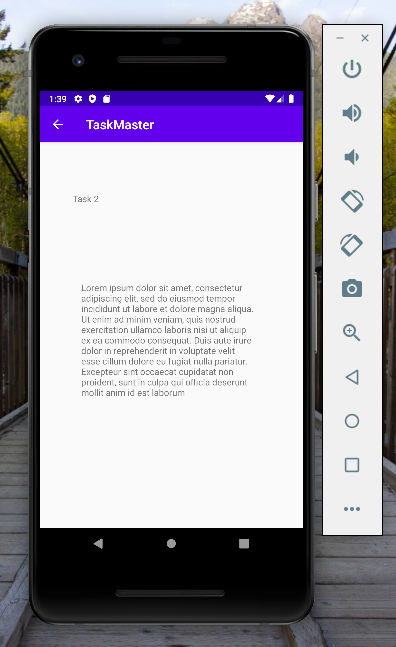 1:39
TaskMaster
Task 2
Lorem ipsum dolor sit amet, consectetur
adipiscing elit, sed do eiusmod tempor
incididunt ut labore et dolore magna aliqua.
Ut enim ad minim veniam, quis nostrud
exercitation ullamco laboris nisi ut aliquip
ex ea commodo consequat. Duis aute irure
dolor in reprehenderit in voluptate velit
esse cillum dolore eu fugiat nulla pariatur.
Excepteur sint occaecat cupidatat non
proident, sunt in culpa qui officia deserunt
mollit anim id est laborum